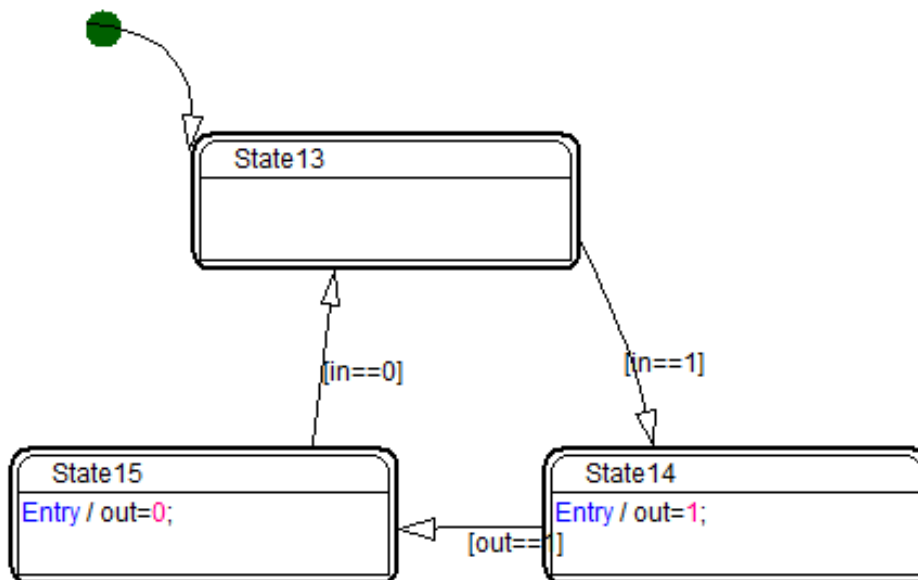 State13
[in==0]
[in==1]
State15
Entry / out=0;
State14
Entry / out=1;
[out==1]